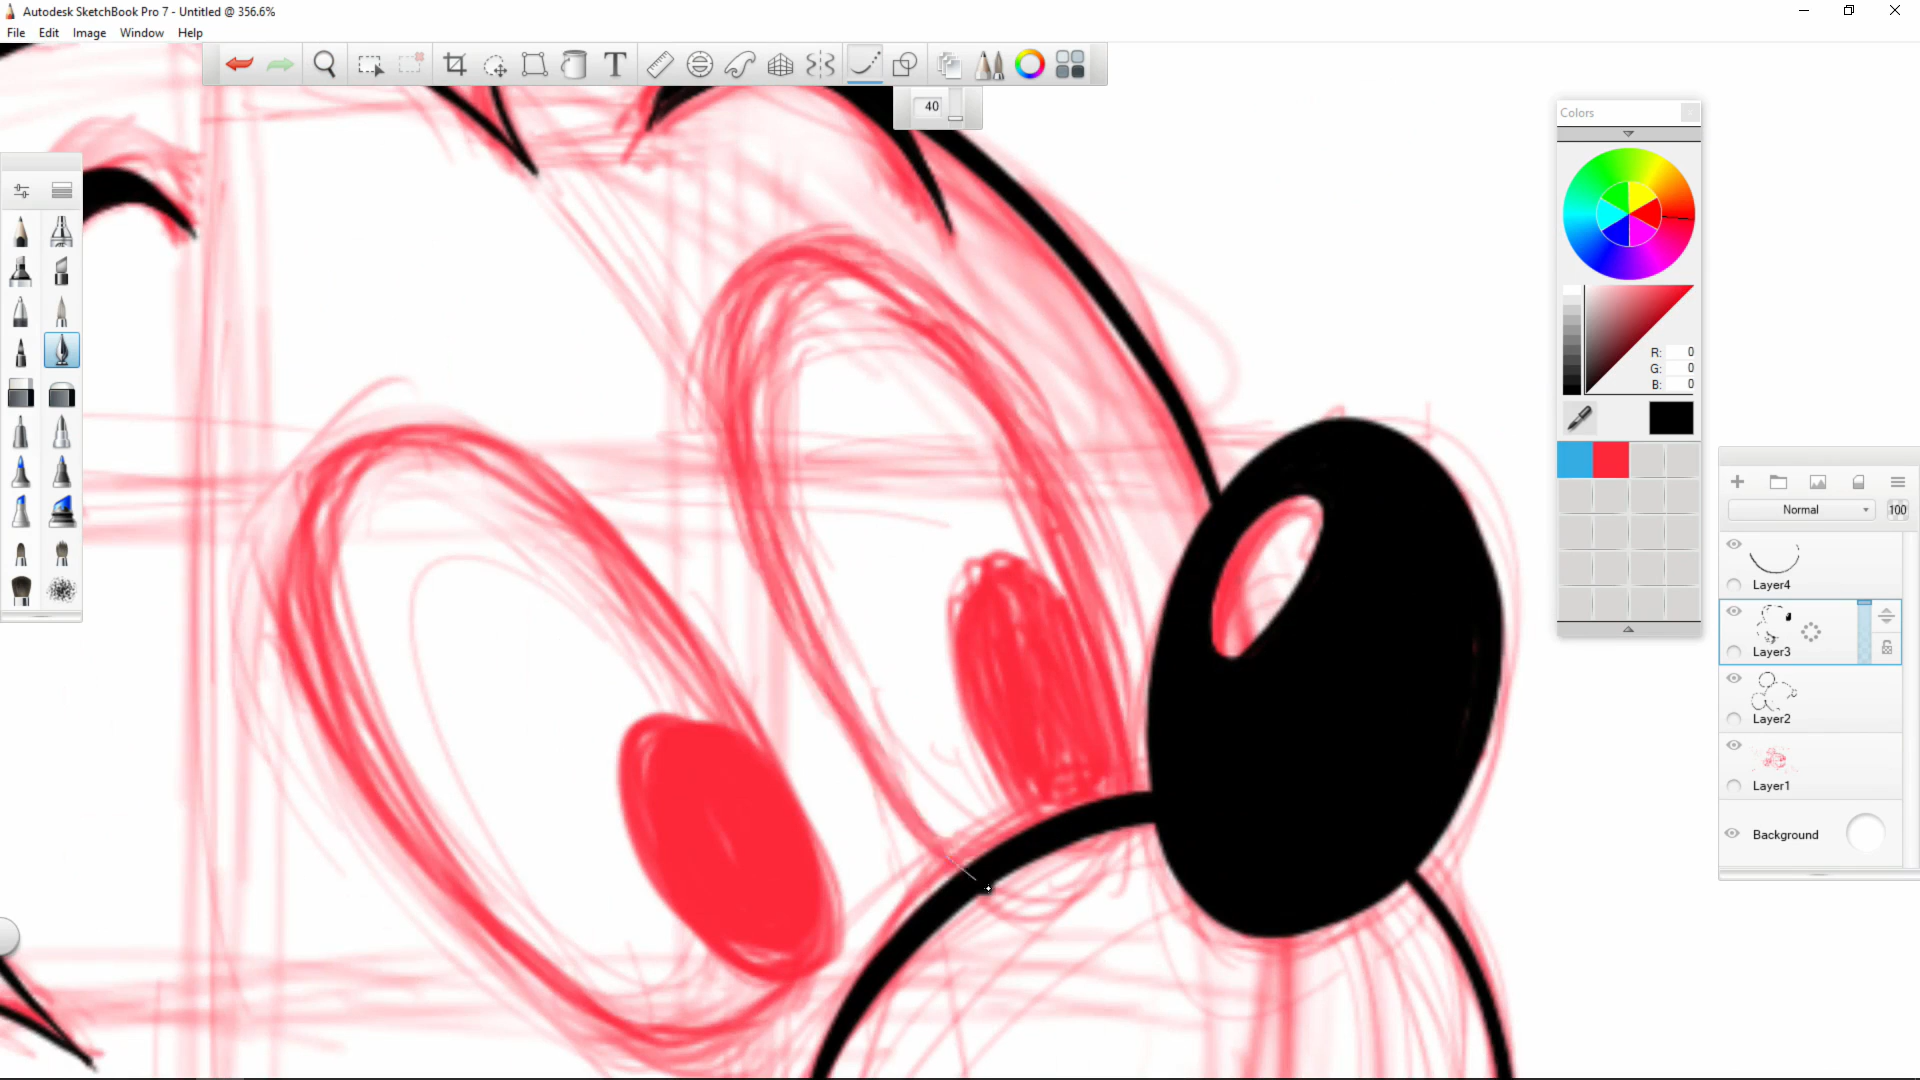 Autodesk SketchBook Pro 7 - Untitled @ 356.6%
File Edit Image Window Help
T
40
Colors
R: 0
G: 0
B: 0
Normal 100
Layer4
Layer3
Layer2
Layer1
Background